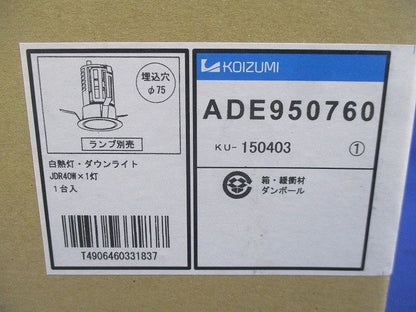 埋込穴
φ75
ランプ別売
白熱灯・ダウンライト
JDR40W×1灯
1台入
T4906460331837
KOIZUMI
ADE950760
KU-150403
①
箱・緩衝材
ダンボール